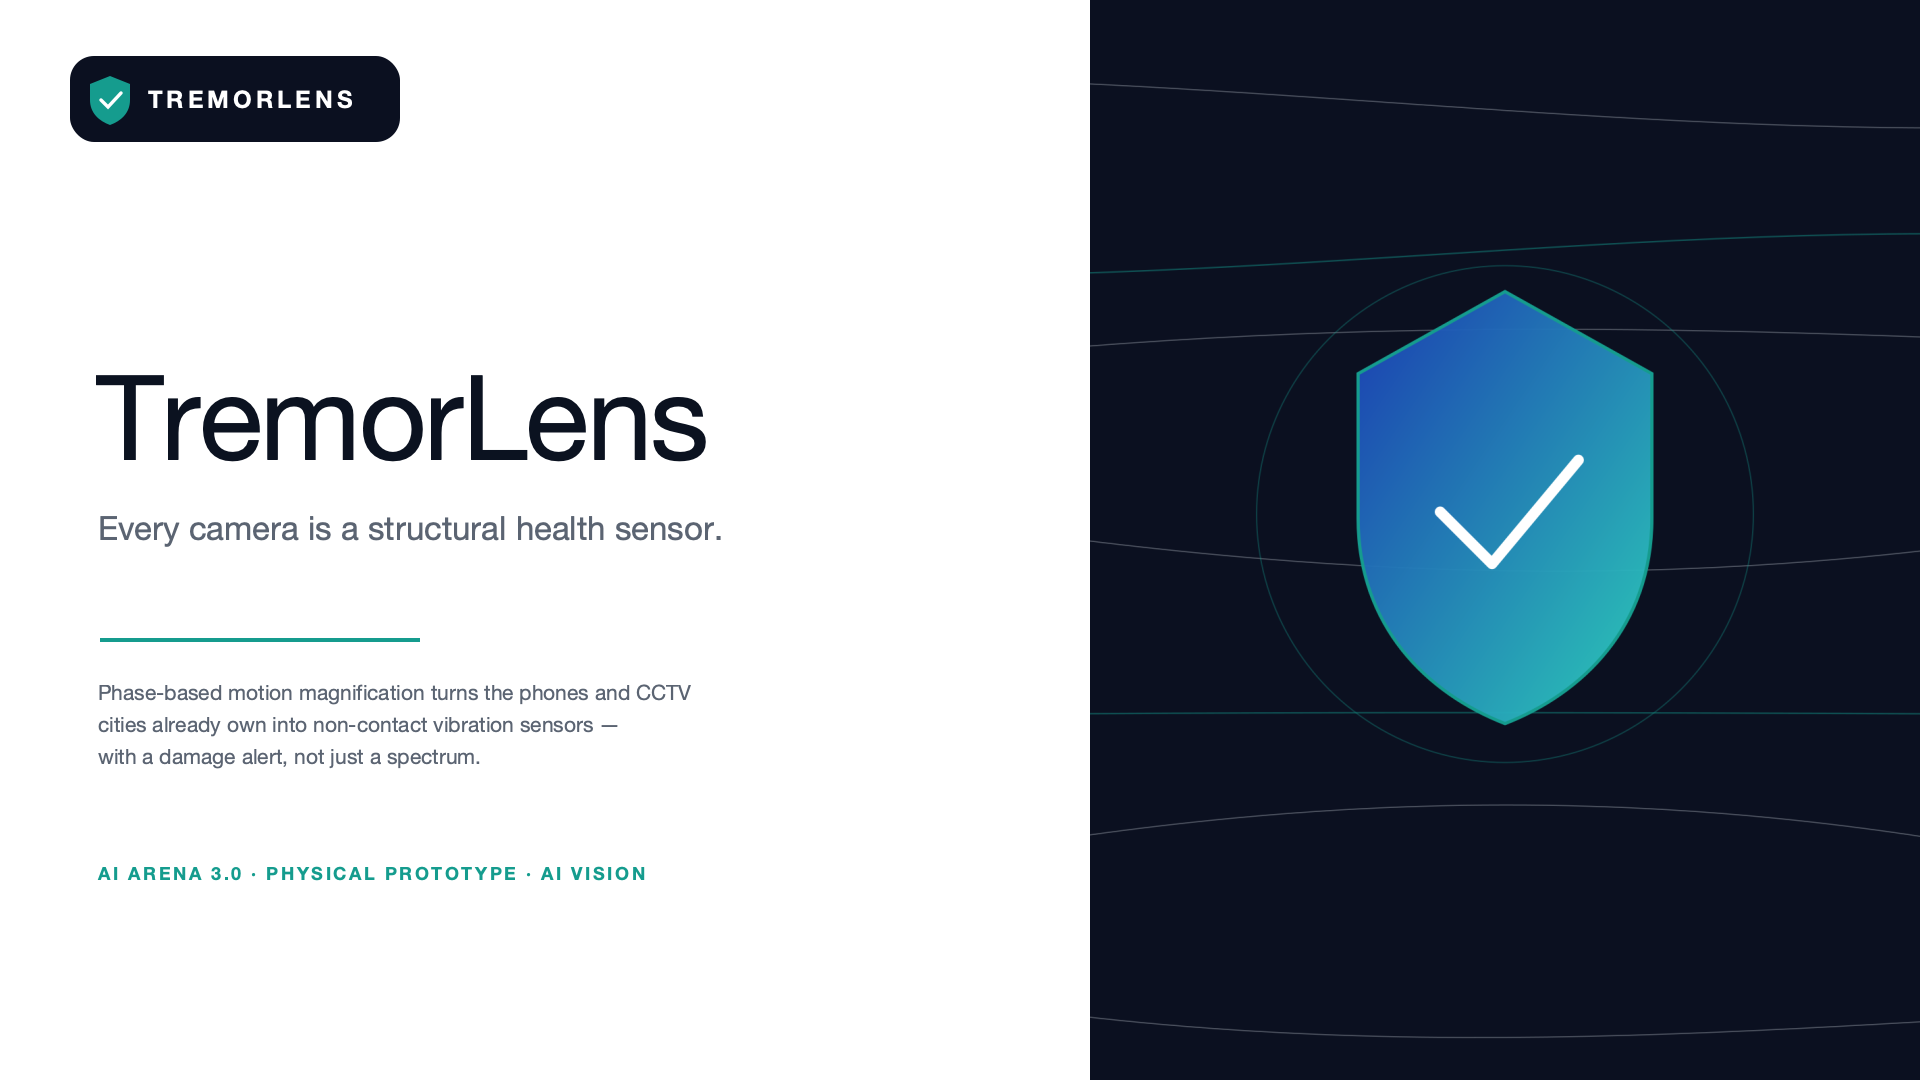 TREMORLENS
TremorLens
Every camera is a structural health sensor.
Phase-based motion magnification turns the phones and CCTV
cities already own into non-contact vibration sensors —
with a damage alert, not just a spectrum.
AI ARENA 3.0 · PHYSICAL PROTOTYPE · AI VISION